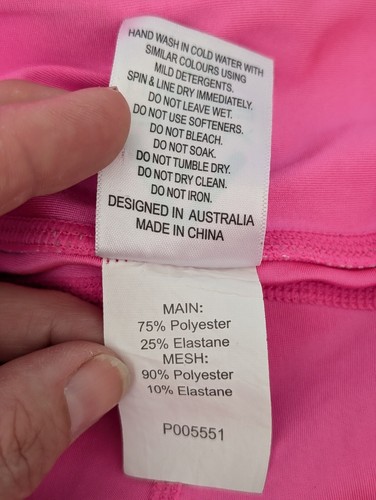 HAND WASH IN COLD WATER WITH
SIMILAR COLOURS USING
MILD DETERGENTS.
SPIN & LINE DRY IMMEDIATELY.
DO NOT LEAVE WET.
DO NOT USE SOFTENERS.
DO NOT BLEACH.
DO NOT SOAK.
DO NOT TUMBLE DRY.
DO NOT DRY CLEAN.
DO NOT IRON.
DESIGNED IN AUSTRALIA
MADE IN CHINA
MAIN:
75% Polyester
25% Elastane
MESH:
90% Polyester
10% Elastane
P005551